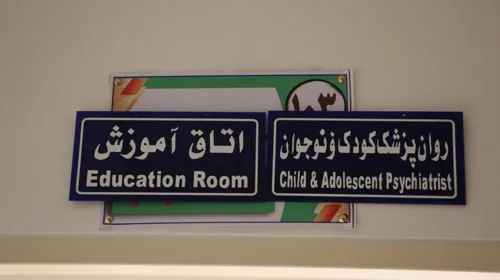 ۱۰۳
اتاق آموزش
Education Room
روان پزشک کودک و نوجوان
Child & Adolescent Psychiatrist